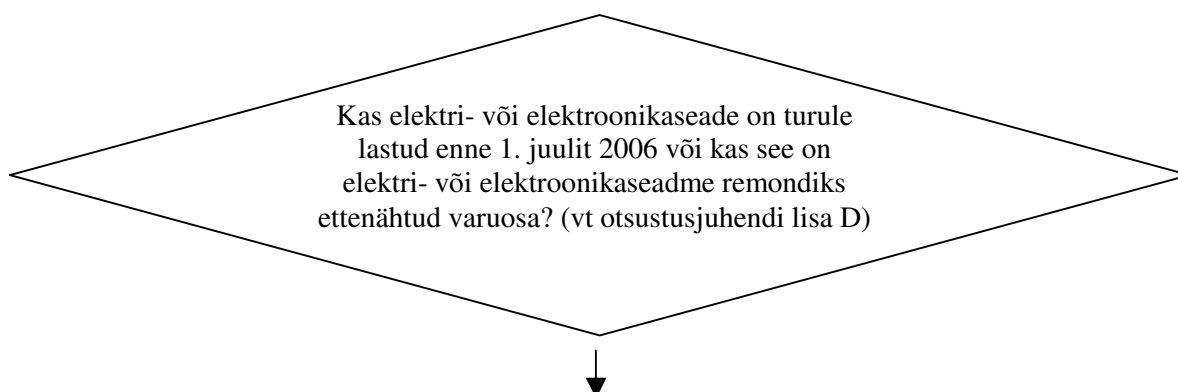 Kas elektri- või elektroonikaseade on turule
lastud enne 1. juulit 2006 või kas see on
elektri- või elektroonikaseadme remondiks
ettenähtud varuosa? (vt otsustusjuhendi lisa D)